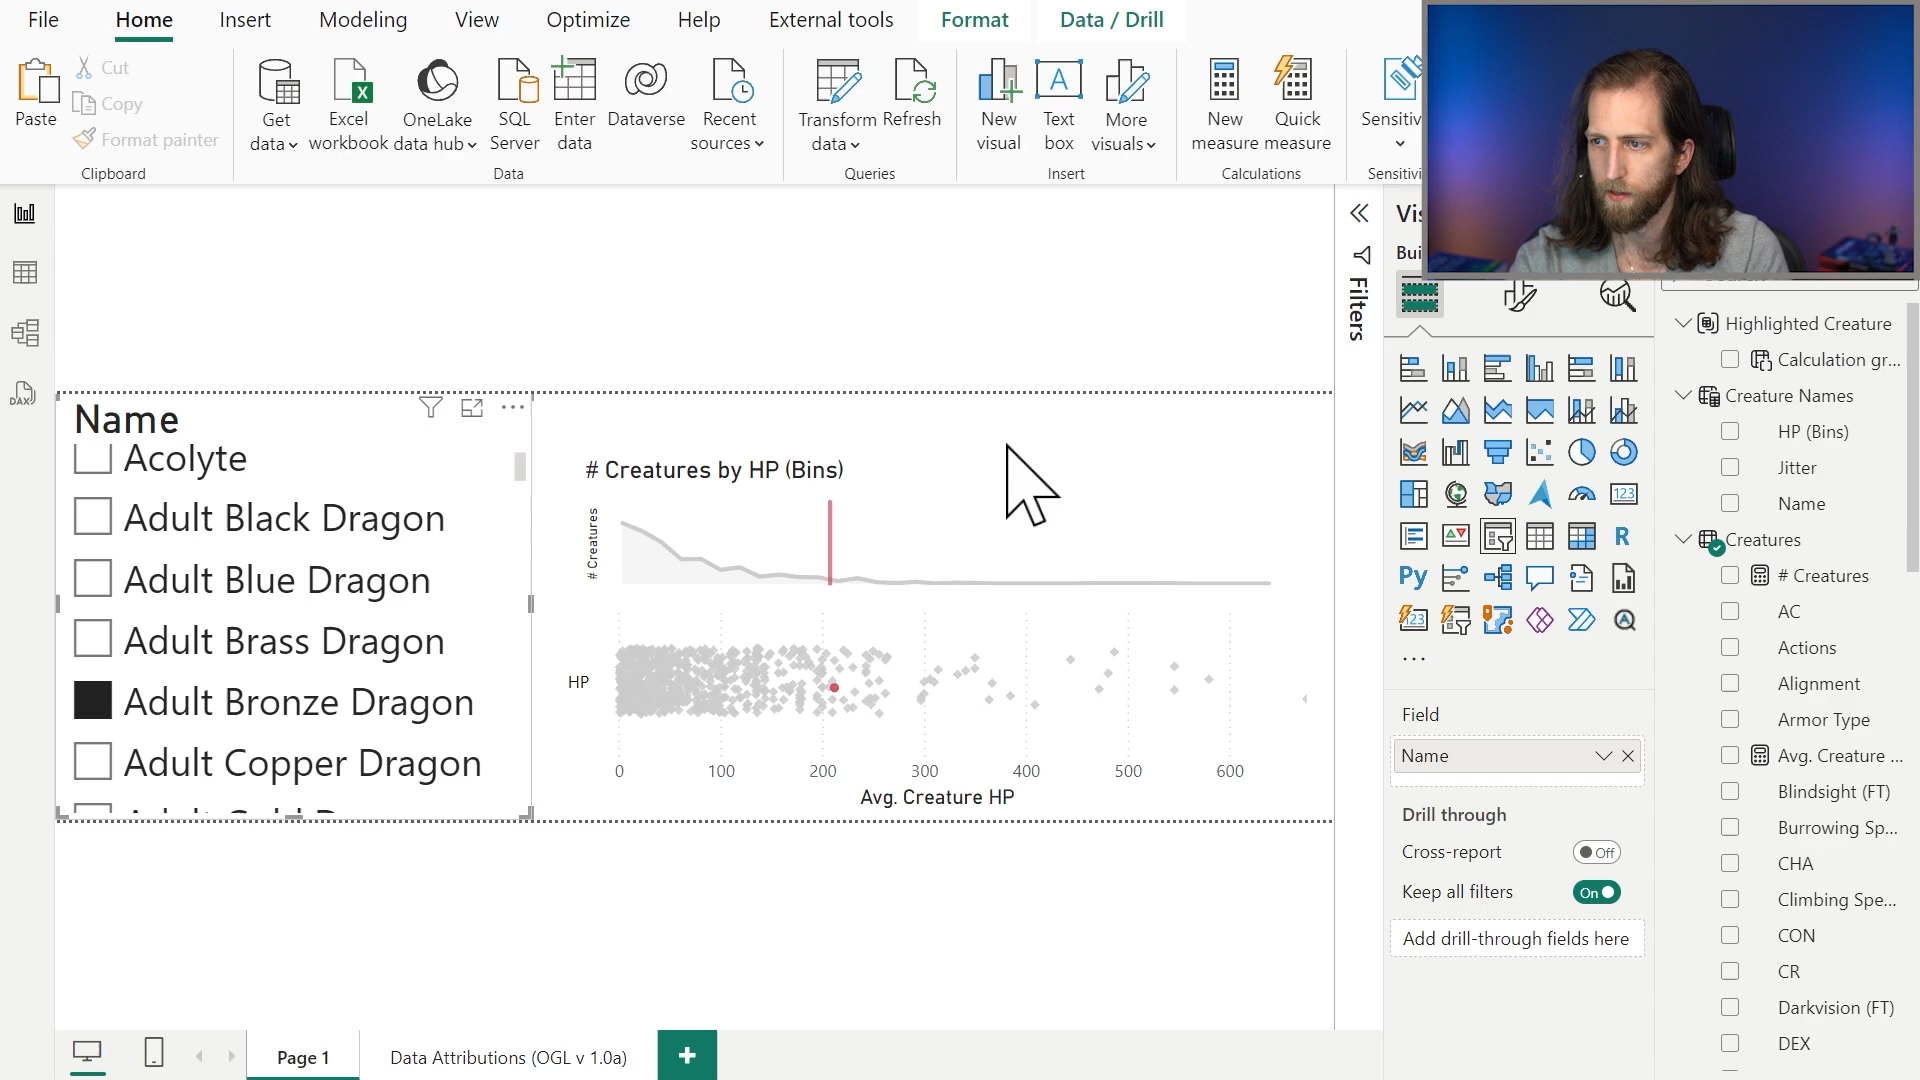 File Home Insert Modeling View Optimize Help External tools Format Data / Drill
Paste
Cut
Copy
Format painter
Clipboard
Get data
Excel workbook
OneLake data hub
SQL Server
Enter data
Dataverse
Recent sources
Data
Transform data
Refresh
Queries
New visual
Text box
More visuals
Insert
New measure
Quick measure
Calculations
Sensitiv
Sensitivi
DAX
Name
Acolyte
Adult Black Dragon
Adult Blue Dragon
Adult Brass Dragon
Adult Bronze Dragon
Adult Copper Dragon
# Creatures by HP (Bins)
# Creatures
HP
0 100 200 300 400 500 600
Avg. Creature HP
Filters
Vis
Bui
123
R
Py
123
Field
Name
Drill through
Cross-report Off
Keep all filters On
Add drill-through fields here
Highlighted Creature
Calculation gr...
Creature Names
HP (Bins)
Jitter
Name
Creatures
# Creatures
AC
Actions
Alignment
Armor Type
Avg. Creature ...
Blindsight (FT)
Burrowing Sp...
CHA
Climbing Spe...
CON
CR
Darkvision (FT)
DEX
Page 1 Data Attributions (OGL v 1.0a)